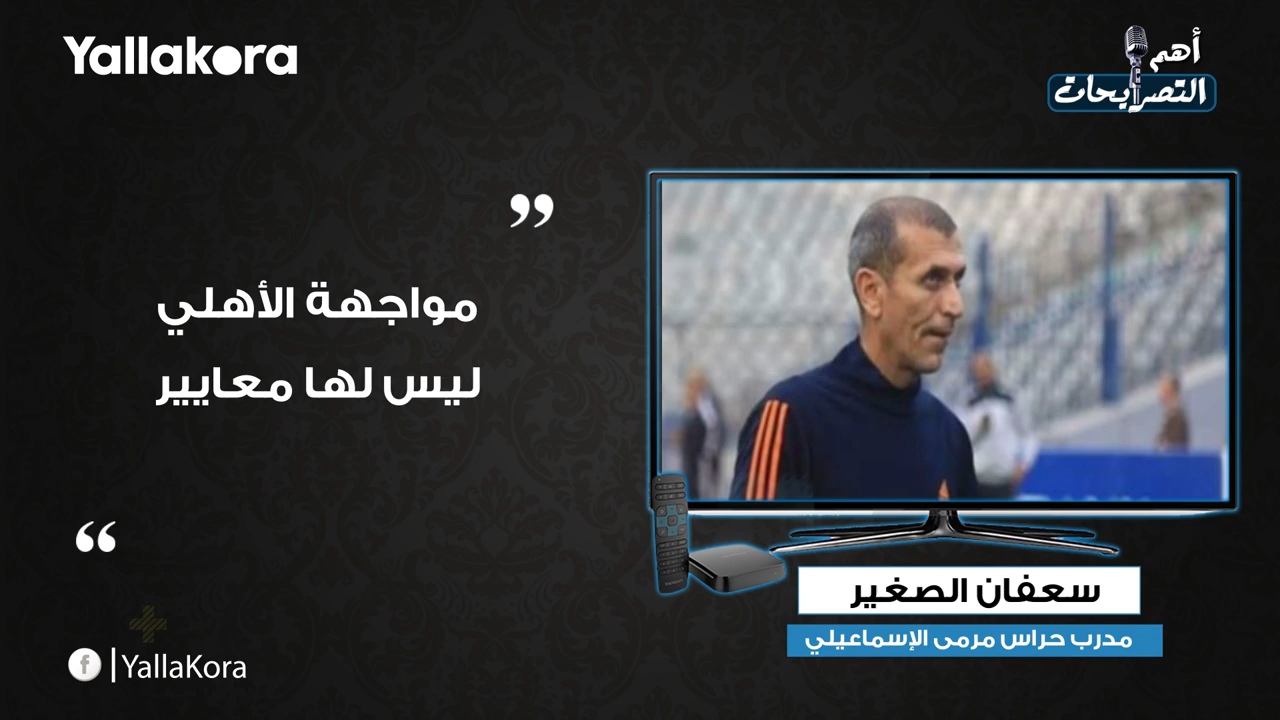 Yallakora
أهم
التصريحات
مواجهة الأهلي
ليس لها معايير
سعفان الصغير
مدرب حراس مرمى الإسماعيلي
f | YallaKora